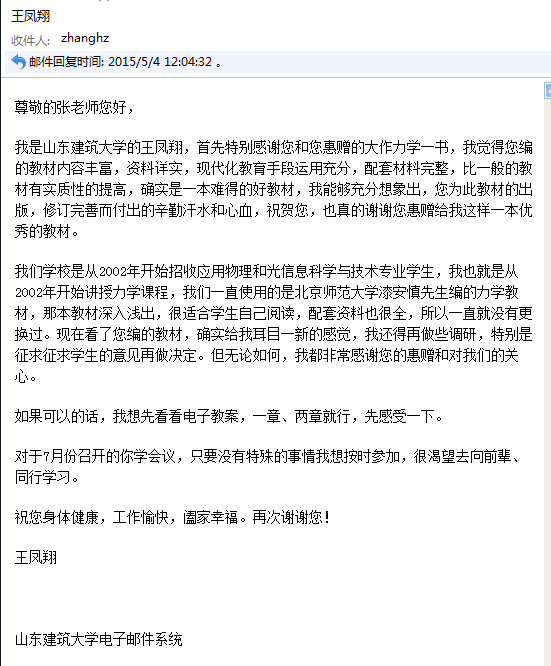 王凤翔
收件人: zhanghz
邮件回复时间: 2015/5/4 12:04:32 。
尊敬的张老师您好，
我是山东建筑大学的王凤翔，首先特别感谢您和您惠赠的大作力学一书，我觉得您编
的教材内容丰富，资料详实，现代化教育手段运用充分，配套材料完整，比一般的教
材有实质性的提高，确实是一本难得的好教材，我能够充分想象出，您为此教材的出
版，修订完善而付出的辛勤汗水和心血，祝贺您，也真的谢谢您惠赠给我这样一本优
秀的教材。
我们学校是从2002年开始招收应用物理和光信息科学与技术专业学生，我也就是从
2002年开始讲授力学课程，我们一直使用的是北京师范大学漆安慎先生编的力学教
材，那本教材深入浅出，很适合学生自己阅读，配套资料也很全，所以一直就没有更
换过。现在看了您编的教材，确实给我耳目一新的感觉，我还得再做些调研，特别是
征求征求学生的意见再做决定。但无论如何，我都非常感谢您的惠赠和对我们的关
心。
如果可以的话，我想先看看电子教案，一章、两章就行，先感受一下。
对于7月份召开的你学会议，只要没有特殊的事情我想按时参加，很渴望去向前辈、
同行学习。
祝您身体健康，工作愉快，阖家幸福。再次谢谢您！
王凤翔
山东建筑大学电子邮件系统